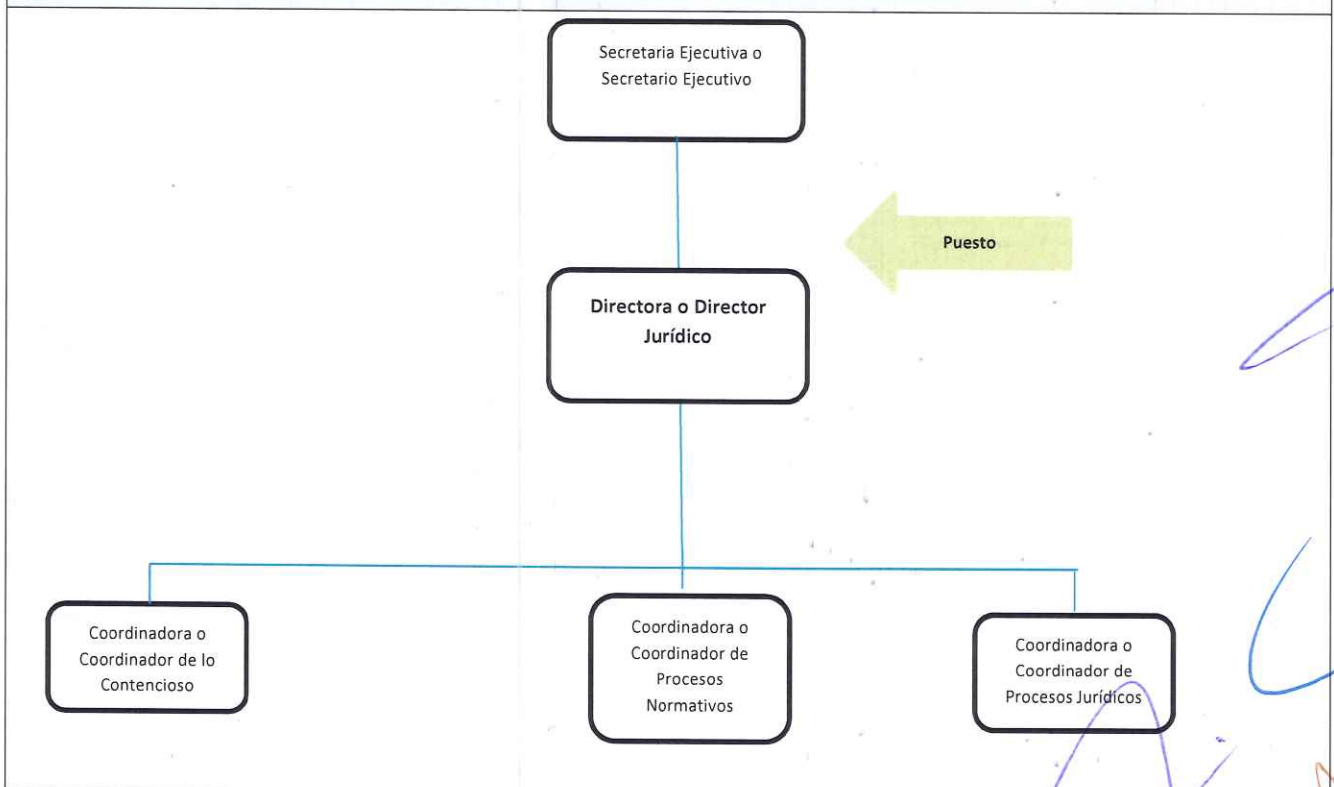 Secretaria Ejecutiva o
Secretario Ejecutivo
Puesto
Directora o Director
Jurídico
Coordinadora o
Coordinador de lo
Contencioso
Coordinadora o
Coordinador de
Procesos
Normativos
Coordinadora o
Coordinador de
Procesos Jurídicos